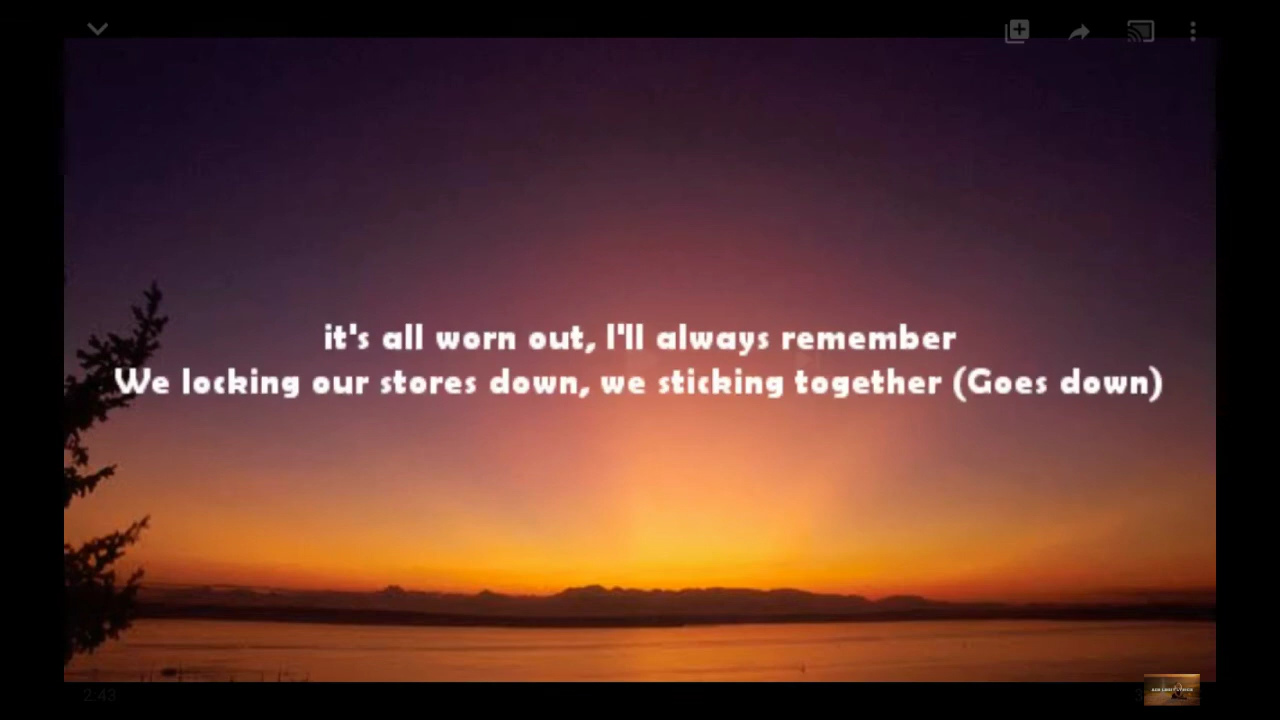 it's all worn out, I'll always remember
We locking our stores down, we sticking together (Goes down)
2:43